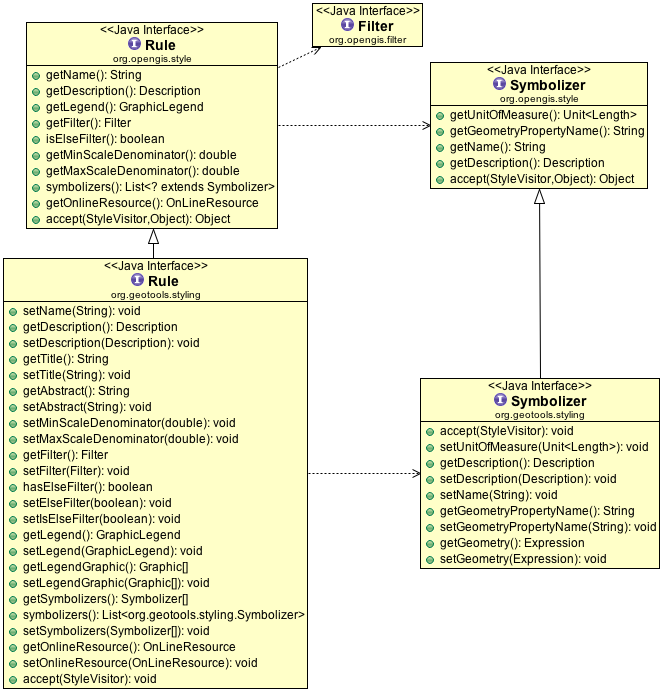 <<Java Interface>>
Rule
org.opengis.style
getName(): String
getDescription(): Description
getLegend(): GraphicLegend
getFilter(): Filter
isElseFilter(): boolean
getMinScaleDenominator(): double
getMaxScaleDenominator(): double
symbolizers(): List<? extends Symbolizer>
getOnlineResource(): OnLineResource
accept(StyleVisitor,Object): Object
<<Java Interface>>
Filter
org.opengis.filter
<<Java Interface>>
Symbolizer
org.opengis.style
getUnitOfMeasure(): Unit<Length>
getGeometryPropertyName(): String
getName(): String
getDescription(): Description
accept(StyleVisitor,Object): Object
<<Java Interface>>
Rule
org.geotools.styling
setName(String): void
getDescription(): Description
setDescription(Description): void
getTitle(): String
setTitle(String): void
getAbstract(): String
setAbstract(String): void
setMinScaleDenominator(double): void
setMaxScaleDenominator(double): void
getFilter(): Filter
setFilter(Filter): void
hasElseFilter(): boolean
setElseFilter(boolean): void
setIsElseFilter(boolean): void
getLegend(): GraphicLegend
setLegend(GraphicLegend): void
getLegendGraphic(): Graphic[]
setLegendGraphic(Graphic[]): void
getSymbolizers(): Symbolizer[]
symbolizers(): List<org.geotools.styling.Symbolizer>
setSymbolizers(Symbolizer[]): void
getOnlineResource(): OnLineResource
setOnlineResource(OnLineResource): void
accept(StyleVisitor): void
<<Java Interface>>
Symbolizer
org.geotools.styling
accept(StyleVisitor): void
setUnitOfMeasure(Unit<Length>): void
getDescription(): Description
setDescription(Description): void
setName(String): void
getGeometryPropertyName(): String
setGeometryPropertyName(String): void
getGeometry(): Expression
setGeometry(Expression): void